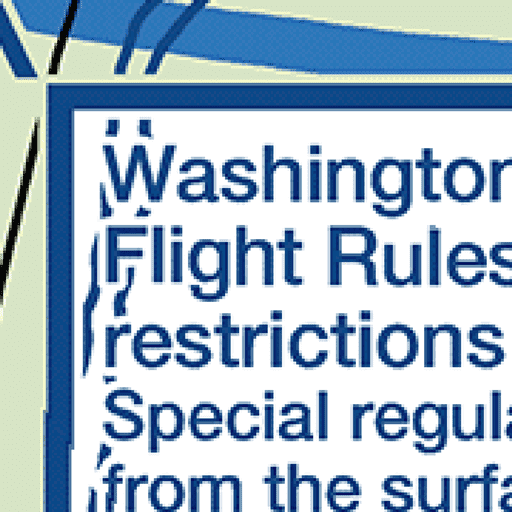 Washington
Flight Rules
restrictions
Special regula
from the surfa